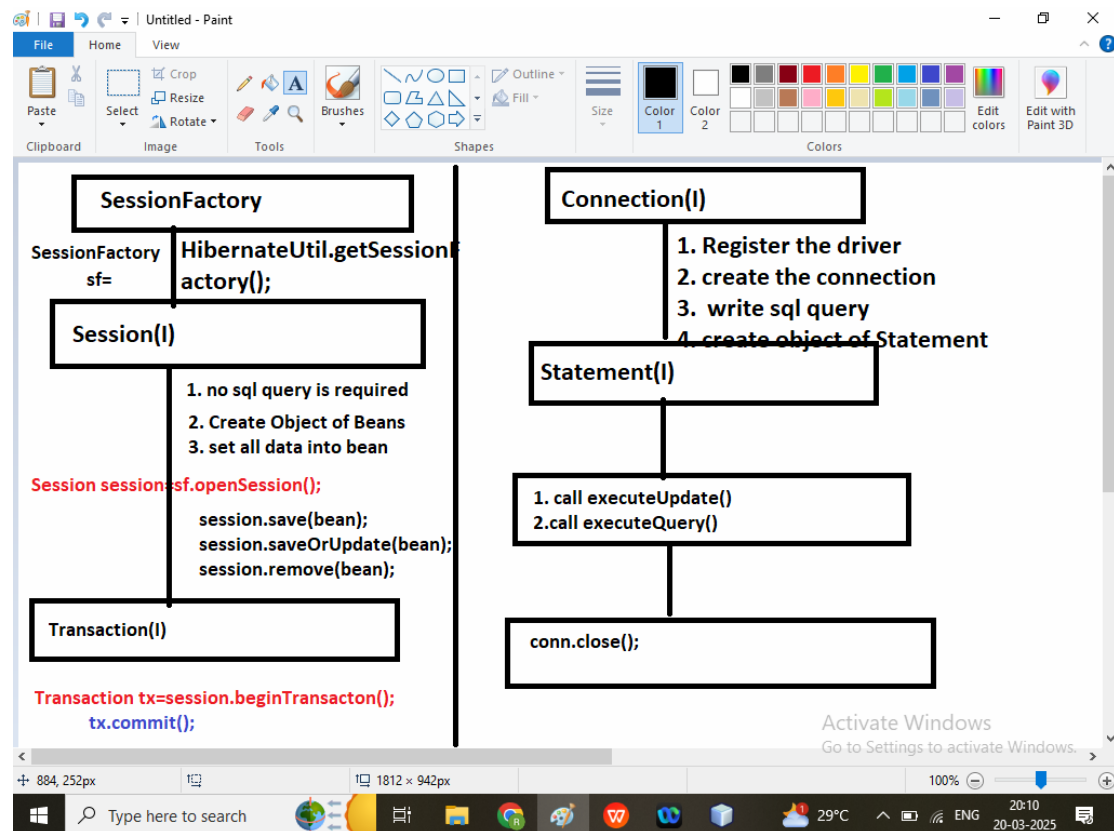 Untitled - Paint
File Home View
Paste
Select
Crop
Resize
Rotate
Brushes
Outline
Fill
Size
Color 1
Color 2
Edit colors
Edit with Paint 3D
Clipboard
Image
Tools
Shapes
Colors
SessionFactory
SessionFactory
sf=
HibernateUtil.getSessionF
actory();
Session(I)
1. no sql query is required
2. Create Object of Beans
3. set all data into bean
Session session=sf.openSession();
session.save(bean);
session.saveOrUpdate(bean);
session.remove(bean);
Transaction(I)
Transaction tx=session.beginTransacton();
tx.commit();
Connection(I)
1. Register the driver
2. create the connection
3. write sql query
4. create object of Statement
Statement(I)
1. call executeUpdate()
2.call executeQuery()
conn.close();
Activate Windows
Go to Settings to activate Windows.
884, 252px
1812 × 942px
100%
Type here to search
29°C
ENG
20:10
20-03-2025